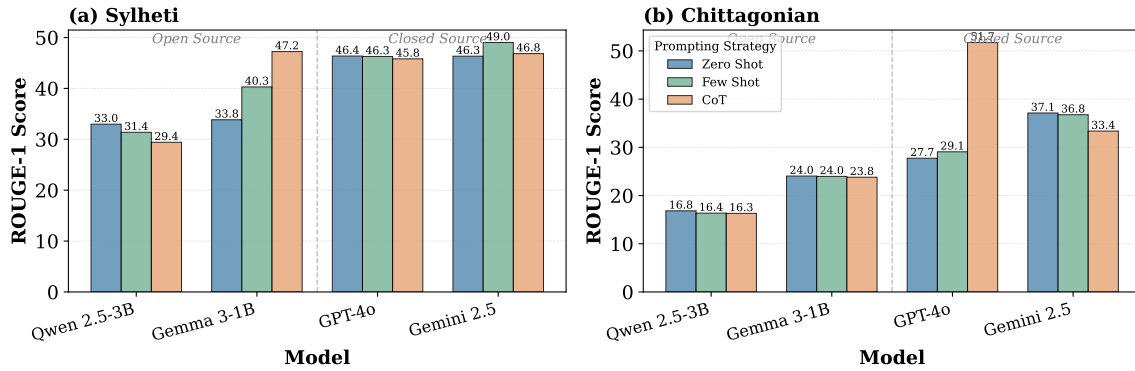 (a) Sylheti
Open Source
Closed Source
ROUGE-1 Score
50
40
30
20
10
0
33.0
31.4
29.4
33.8
40.3
47.2
46.4
46.3
45.8
46.3
49.0
46.8
Qwen 2.5-3B
Gemma 3-1B
GPT-4o
Gemini 2.5
Model
(b) Chittagonian
Open Source
Closed Source
Prompting Strategy
Zero Shot
Few Shot
CoT
ROUGE-1 Score
50
40
30
20
10
0
16.8
16.4
16.3
24.0
24.0
23.8
27.7
29.1
51.7
37.1
36.8
33.4
Qwen 2.5-3B
Gemma 3-1B
GPT-4o
Gemini 2.5
Model